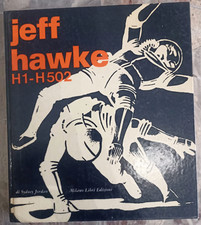 jeff
hawke
H1-H502
di Sydney Jordan Milano Libri Edizioni